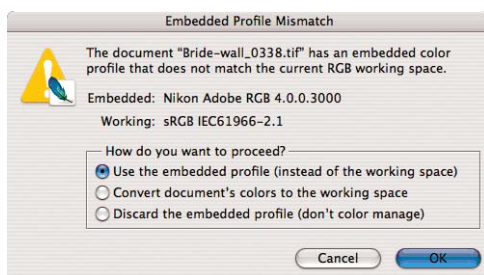 Embedded Profile Mismatch
The document “Bride-wall_0338.tif” has an embedded color
profile that does not match the current RGB working space.
Embedded: Nikon Adobe RGB 4.0.0.3000
Working: sRGB IEC61966-2.1
How do you want to proceed?
Use the embedded profile (instead of the working space)
Convert document's colors to the working space
Discard the embedded profile (don't color manage)
Cancel OK